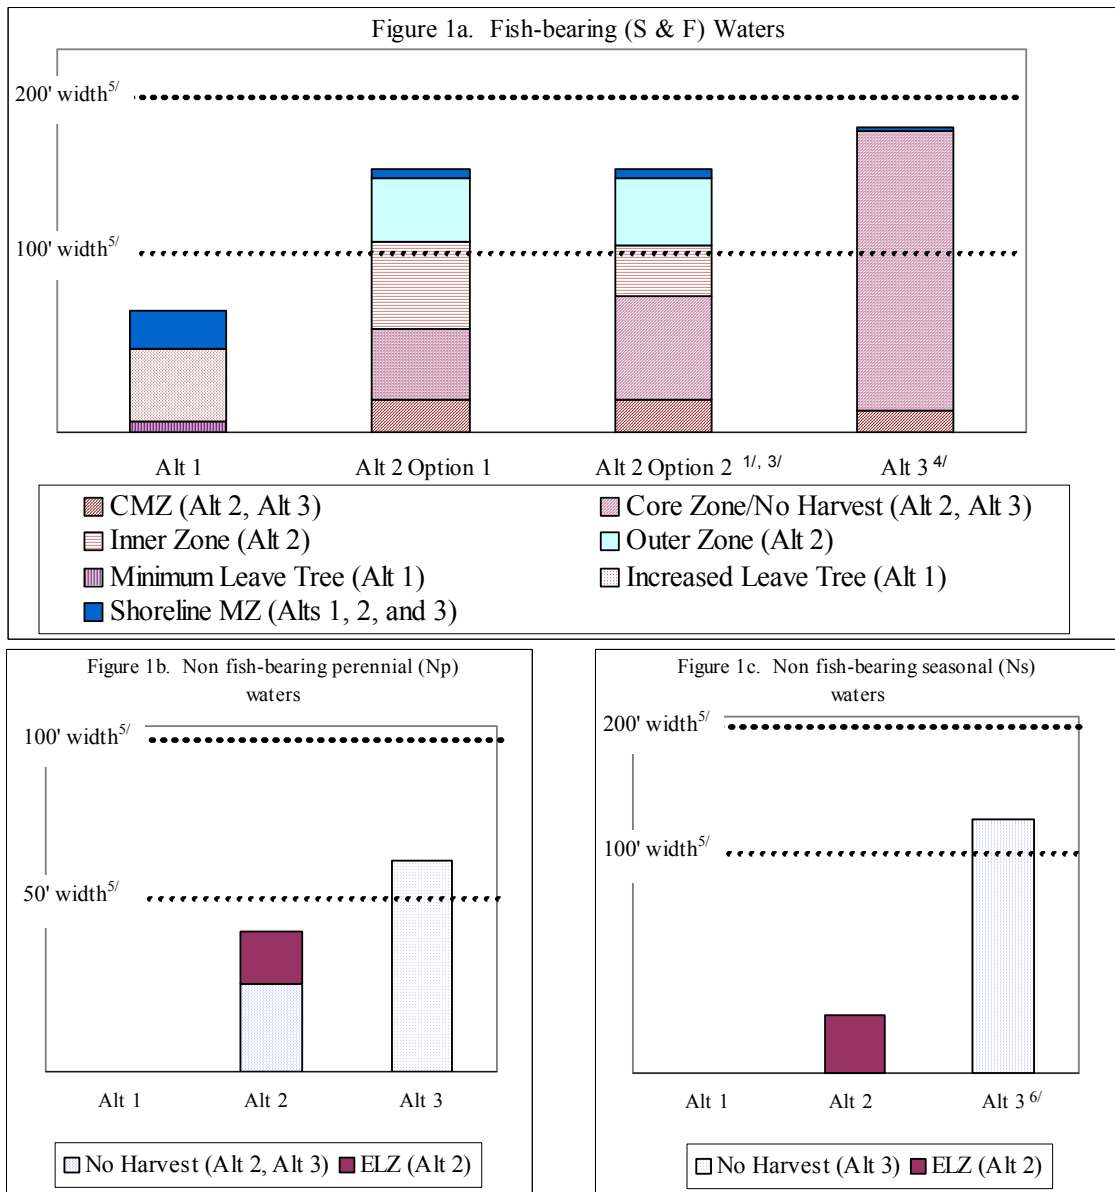 Figure 1a. Fish-bearing (S & F) Waters
200' width5/
100' width5/
Alt 1
Alt 2 Option 1
Alt 2 Option 2 1/, 3/
Alt 3 4/
CMZ (Alt 2, Alt 3)
Core Zone/No Harvest (Alt 2, Alt 3)
Inner Zone (Alt 2)
Outer Zone (Alt 2)
Minimum Leave Tree (Alt 1)
Increased Leave Tree (Alt 1)
Shoreline MZ (Alts 1, 2, and 3)
Figure 1b. Non fish-bearing perennial (Np)
waters
100' width5/
50' width5/
Alt 1
Alt 2
Alt 3
No Harvest (Alt 2, Alt 3)
ELZ (Alt 2)
Figure 1c. Non fish-bearing seasonal (Ns)
waters
200' width5/
100' width5/
Alt 1
Alt 2
Alt 3 6/
No Harvest (Alt 3)
ELZ (Alt 2)